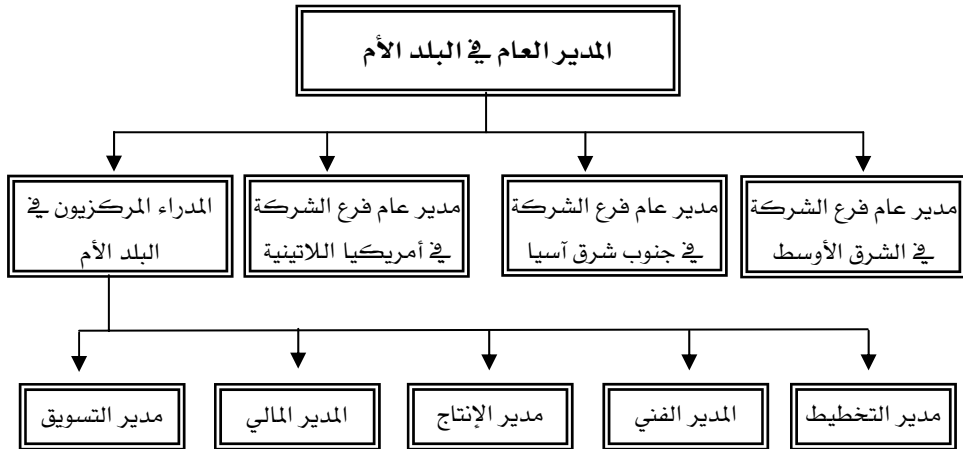 المدير العام في البلد الأم
مدير عام فرع الشركة
في الشرق الأوسط
مدير عام فرع الشركة
في جنوب شرق آسيا
مدير عام فرع الشركة
في أمريكيا اللاتينية
المدراء المركزيون في
البلد الأم
مدير التخطيط
المدير الفني
مدير الإنتاج
المدير المالي
مدير التسويق